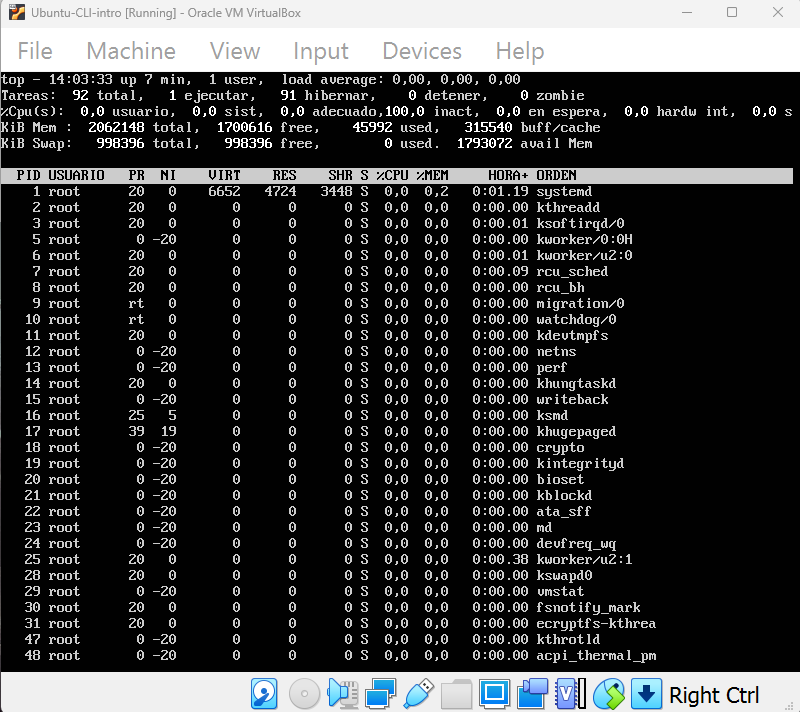 Ubuntu-CLI-intro [Running] - Oracle VM VirtualBox
File Machine View Input Devices Help
top - 14:03:33 up 7 min, 1 user, load average: 0,00, 0,00, 0,00
Tareas: 92 total, 1 ejecutar, 91 hibernar, 0 detener, 0 zombie
%Cpu(s): 0,0 usuario, 0,0 sist, 0,0 adecuado,100,0 inact, 0,0 en espera, 0,0 hardw int, 0,0 s
KiB Mem : 2062148 total, 1700616 free, 45992 used, 315540 buff/cache
KiB Swap: 998396 total, 998396 free, 0 used. 1793072 avail Mem
PID USUARIO PR NI VIRT RES SHR S %CPU %MEM HORA+ ORDEN
1 root 20 0 6652 4724 3448 S 0,0 0,2 0:01.19 systemd
2 root 20 0 0 0 0 S 0,0 0,0 0:00.00 kthreadd
3 root 20 0 0 0 0 S 0,0 0,0 0:00.01 ksoftirqd/0
5 root 0 -20 0 0 0 S 0,0 0,0 0:00.00 kworker/0:0H
6 root 20 0 0 0 0 S 0,0 0,0 0:00.01 kworker/u2:0
7 root 20 0 0 0 0 S 0,0 0,0 0:00.09 rcu_sched
8 root 20 0 0 0 0 S 0,0 0,0 0:00.00 rcu_bh
9 root rt 0 0 0 0 S 0,0 0,0 0:00.00 migration/0
10 root rt 0 0 0 0 S 0,0 0,0 0:00.00 watchdog/0
11 root 20 0 0 0 0 S 0,0 0,0 0:00.00 kdevtmpfs
12 root 0 -20 0 0 0 S 0,0 0,0 0:00.00 netns
13 root 0 -20 0 0 0 S 0,0 0,0 0:00.00 perf
14 root 20 0 0 0 0 S 0,0 0,0 0:00.00 khungtaskd
15 root 0 -20 0 0 0 S 0,0 0,0 0:00.00 writeback
16 root 25 5 0 0 0 S 0,0 0,0 0:00.00 ksmd
17 root 39 19 0 0 0 S 0,0 0,0 0:00.00 khugepaged
18 root 0 -20 0 0 0 S 0,0 0,0 0:00.00 crypto
19 root 0 -20 0 0 0 S 0,0 0,0 0:00.00 kintegrityd
20 root 0 -20 0 0 0 S 0,0 0,0 0:00.00 bioset
21 root 0 -20 0 0 0 S 0,0 0,0 0:00.00 kblockd
22 root 0 -20 0 0 0 S 0,0 0,0 0:00.00 ata_sff
23 root 0 -20 0 0 0 S 0,0 0,0 0:00.00 md
24 root 0 -20 0 0 0 S 0,0 0,0 0:00.00 devfreq_wq
25 root 20 0 0 0 0 S 0,0 0,0 0:00.38 kworker/u2:1
28 root 20 0 0 0 0 S 0,0 0,0 0:00.00 kswapd0
29 root 0 -20 0 0 0 S 0,0 0,0 0:00.00 vmstat
30 root 20 0 0 0 0 S 0,0 0,0 0:00.00 fsnotify_mark
31 root 20 0 0 0 0 S 0,0 0,0 0:00.00 ecryptfs-kthrea
47 root 0 -20 0 0 0 S 0,0 0,0 0:00.00 kthrotld
48 root 0 -20 0 0 0 S 0,0 0,0 0:00.00 acpi_thermal_pm
V Right Ctrl